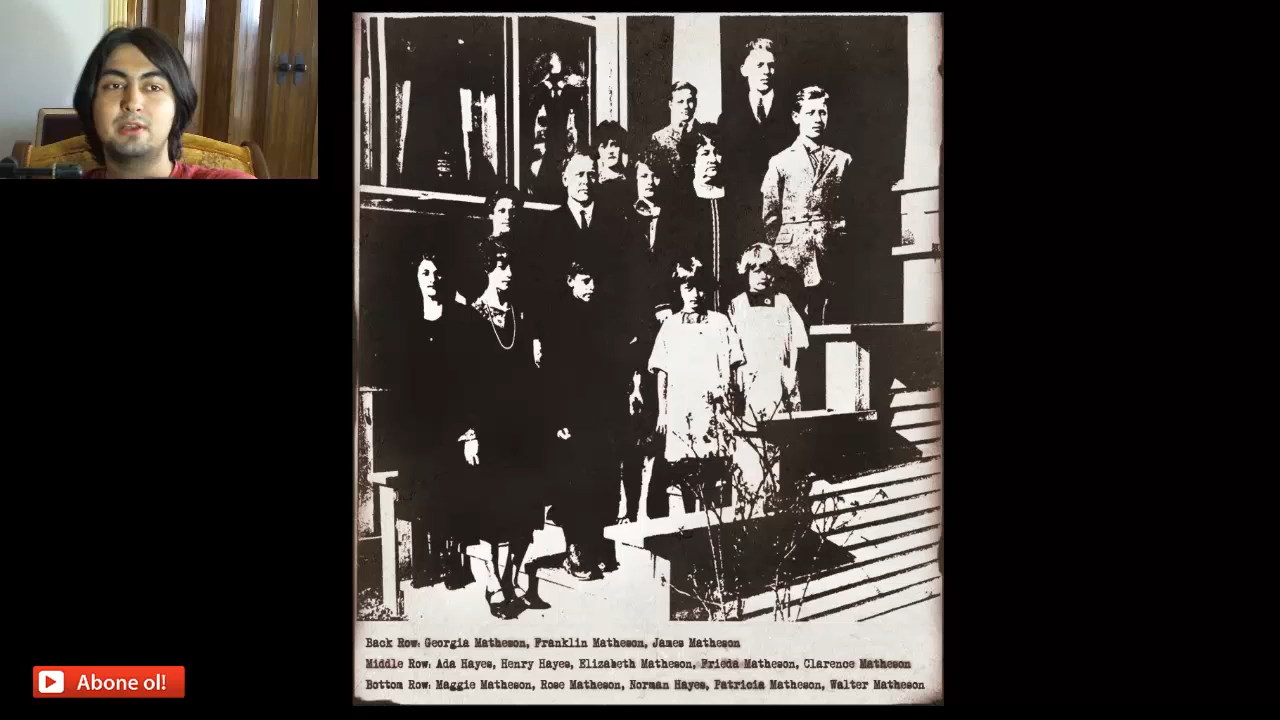 Back Row: Georgia Matheson, Franklin Matheson, James Matheson
Middle Row: Ada Hayes, Henry Hayes, Elizabeth Matheson, Frieda Matheson, Clarence Matheson
Bottom Row: Maggie Matheson, Rose Matheson, Norman Hayes, Patricia Matheson, Walter Matheson
Abone ol!